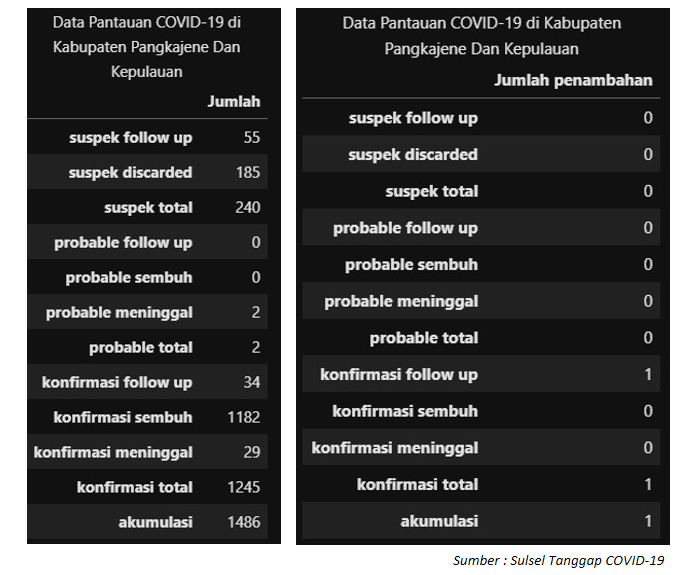 Data Pantauan COVID-19 di
Kabupaten Pangkajene Dan
Kepulauan
Jumlah
suspek follow up 55
suspek discarded 185
suspek total 240
probable follow up 0
probable sembuh 0
probable meninggal 2
probable total 2
konfirmasi follow up 34
konfirmasi sembuh 1182
konfirmasi meninggal 29
konfirmasi total 1245
akumulasi 1486
Data Pantauan COVID-19 di Kabupaten
Pangkajene Dan Kepulauan
Jumlah penambahan
suspek follow up 0
suspek discarded 0
suspek total 0
probable follow up 0
probable sembuh 0
probable meninggal 0
probable total 0
konfirmasi follow up 1
konfirmasi sembuh 0
konfirmasi meninggal 0
konfirmasi total 1
akumulasi 1
Sumber : Sulsel Tanggap COVID-19